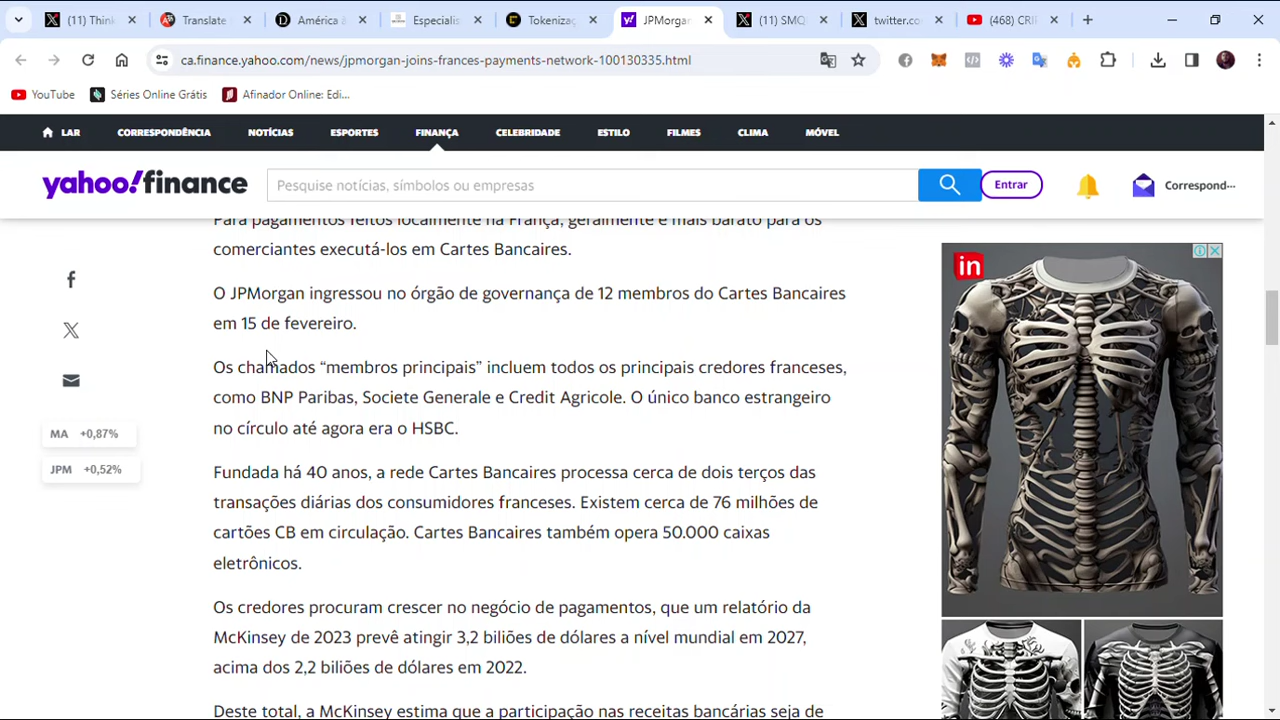 (11) Think
Translate
América à
Especialis
Tokenizaç
JPMorgan
(11) SMQ
twitter.co
(468) CRI
ca.finance.yahoo.com/news/jpmorgan-joins-frances-payments-network-100130335.html
YouTube Séries Online Grátis Afinador Online: Edi...
LAR CORRESPONDÊNCIA NOTÍCIAS ESPORTES FINANÇA CELEBRIDADE ESTILO FILMES CLIMA MÓVEL
yahoo!finance Pesquise notícias, símbolos ou empresas Entrar Correspond...
Para pagamentos feitos localmente na França, geralmente é mais barato para os
comerciantes executá-los em Cartes Bancaires.
O JPMorgan ingressou no órgão de governança de 12 membros do Cartes Bancaires
em 15 de fevereiro.
Os chamados “membros principais” incluem todos os principais credores franceses,
como BNP Paribas, Societe Generale e Credit Agricole. O único banco estrangeiro
no círculo até agora era o HSBC.
MA +0,87%
JPM +0,52%
Fundada há 40 anos, a rede Cartes Bancaires processa cerca de dois terços das
transações diárias dos consumidores franceses. Existem cerca de 76 milhões de
cartões CB em circulação. Cartes Bancaires também opera 50.000 caixas
eletrônicos.
Os credores procuram crescer no negócio de pagamentos, que um relatório da
McKinsey de 2023 prevê atingir 3,2 biliões de dólares a nível mundial em 2027,
acima dos 2,2 biliões de dólares em 2022.
Deste total, a McKinsey estima que a participação nas receitas bancárias seja de
in